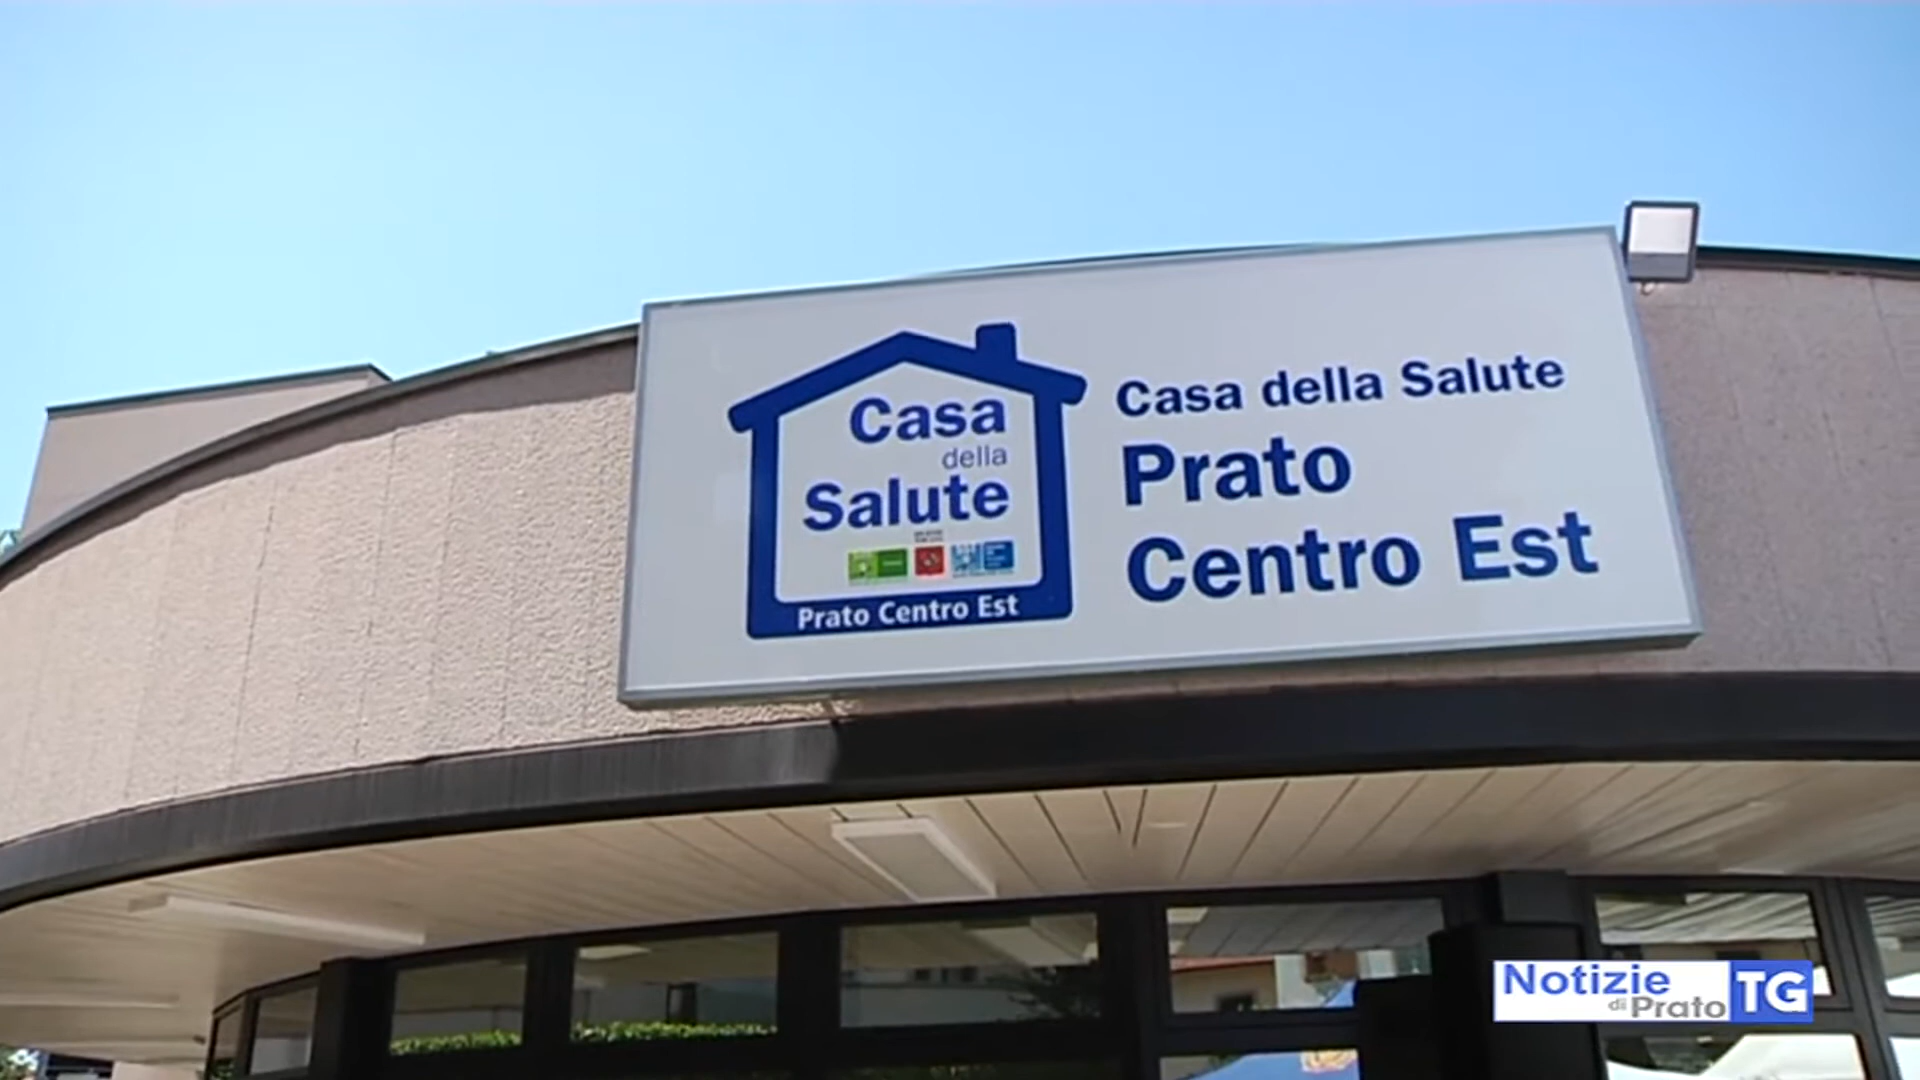 Casa
della
Salute
Prato Centro Est
Casa della Salute
Prato
Centro Est
Notizie
di Prato
TG